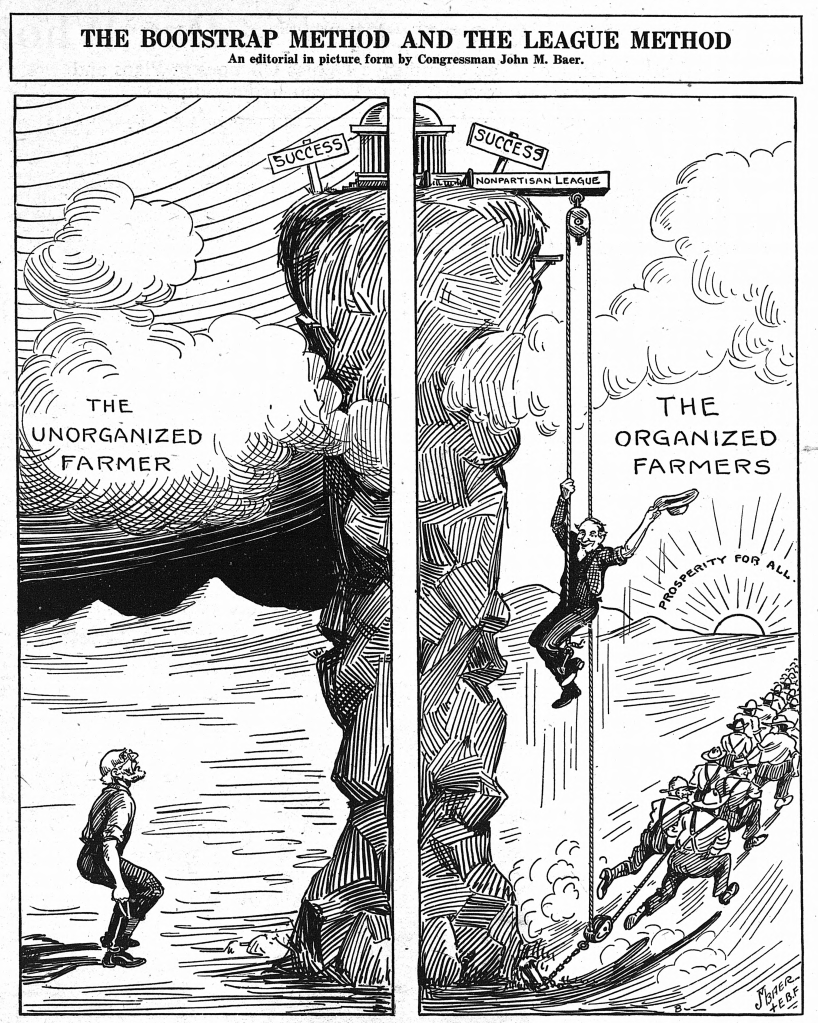 THE BOOTSTRAP METHOD AND THE LEAGUE METHOD
An editorial in picture form by Congressman John M. Baer.
SUCCESS
THE
UNORGANIZED
FARMER
SUCCESS
NONPARTISAN LEAGUE
THE
ORGANIZED
FARMERS
PROSPERITY FOR ALL.
JMBAER
+E.B.F